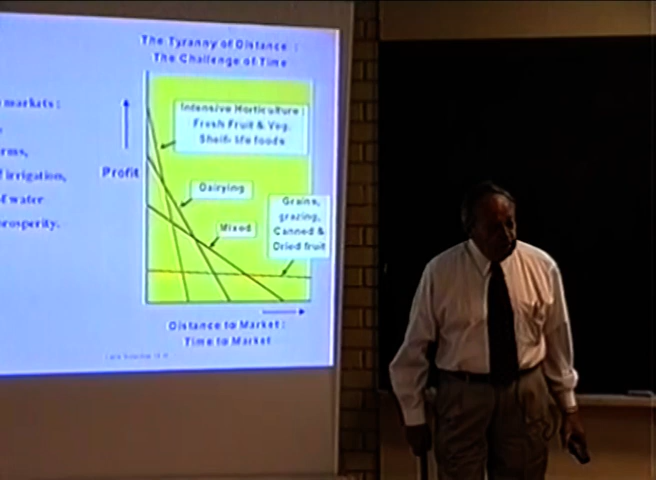 The Tyranny of Distance :
The Challenge of Time
markets :
rms,
irrigation,
f water
rosperity.
Profit
Intensive Horticulture :
Fresh Fruit & Veg.
Shelf- life foods
Dairying
Mixed
Grains,
grazing,
Canned &
Dried fruit
Distance to Market :
Time to Market